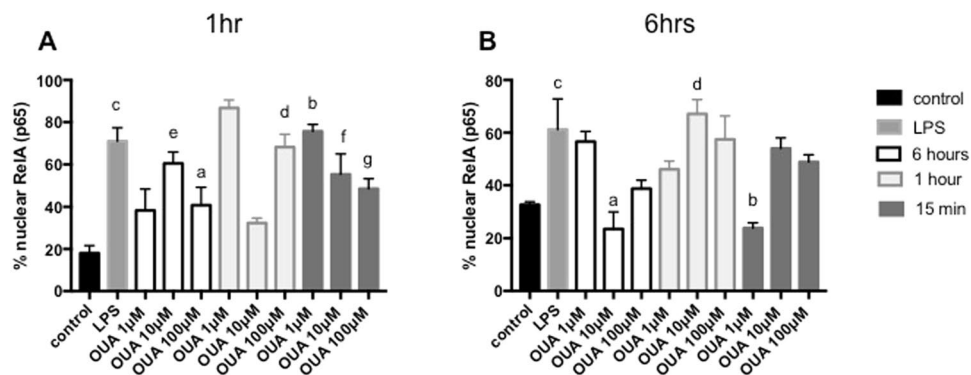 1hr
A
% nuclear RelA (p65)
100
80
60
40
20
0
c
e
a
d
b
f
g
control
LPS
OUA 1µM
OUA 10µM
OUA 100µM
OUA 1µM
OUA 10µM
OUA 100µM
OUA 1µM
OUA 10µM
OUA 100µM
6hrs
B
% nuclear RelA (p65)
80
60
40
20
0
c
a
d
b
control
LPS
OUA 1µM
OUA 10µM
OUA 100µM
OUA 1µM
OUA 10µM
OUA 100µM
OUA 1µM
OUA 10µM
OUA 100µM
control
LPS
6 hours
1 hour
15 min